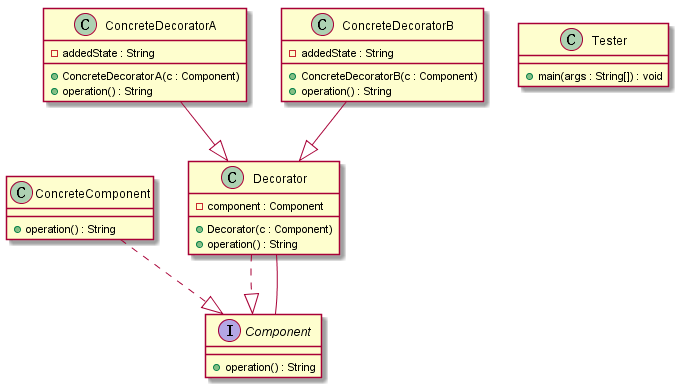 C ConcreteDecoratorA
addedState : String
ConcreteDecoratorA(c : Component)
operation() : String
C ConcreteDecoratorB
addedState : String
ConcreteDecoratorB(c : Component)
operation() : String
C Tester
main(args : String[]) : void
C ConcreteComponent
operation() : String
C Decorator
component : Component
Decorator(c : Component)
operation() : String
I Component
operation() : String